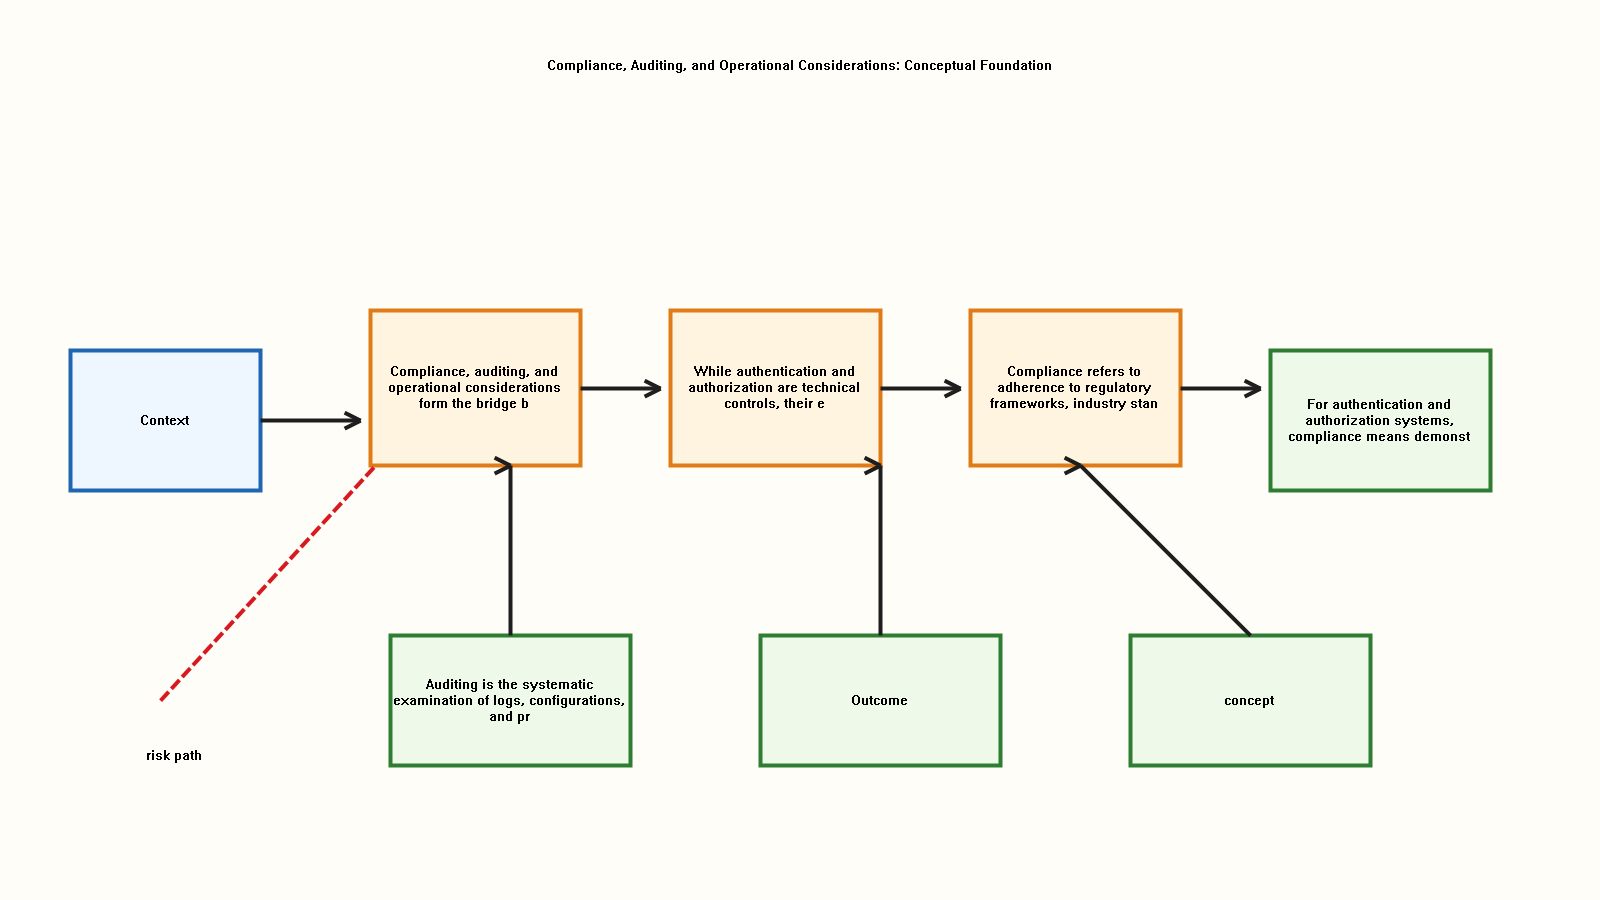 Compliance, Auditing, and Operational Considerations: Conceptual Foundation
Context
Compliance, auditing, and
operational considerations
form the bridge b
While authentication and
authorization are technical
controls, their e
Compliance refers to
adherence to regulatory
frameworks, industry stan
For authentication and
authorization systems,
compliance means demonst
Auditing is the systematic
examination of logs, configurations,
and pr
Outcome
concept
risk path